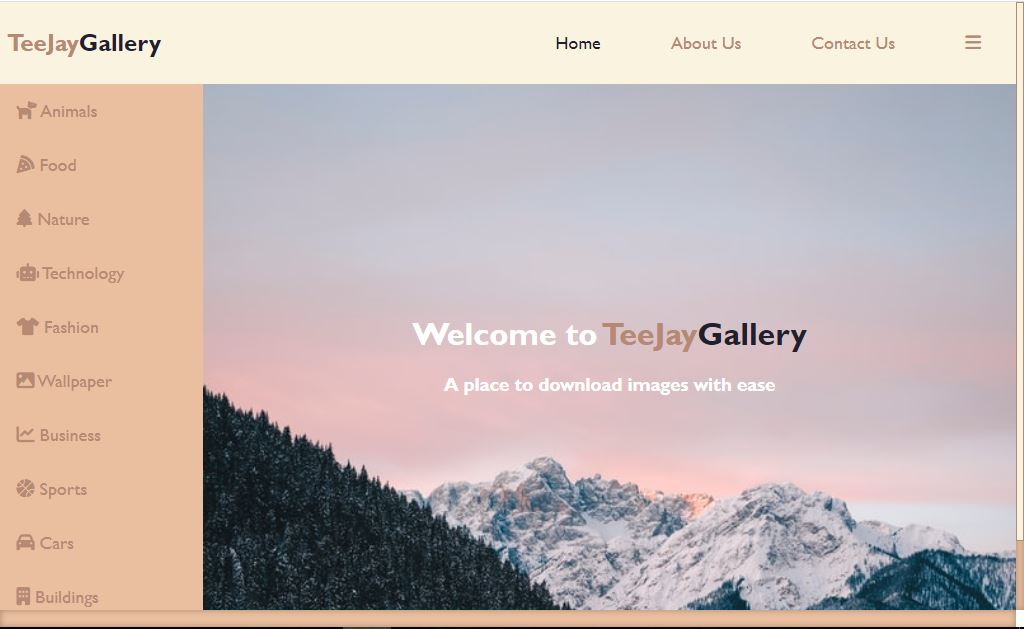 TeeJayGallery
Home About Us Contact Us
Animals
Food
Nature
Technology
Fashion
Wallpaper
Business
Sports
Cars
Buildings
Welcome to TeeJayGallery
A place to download images with ease